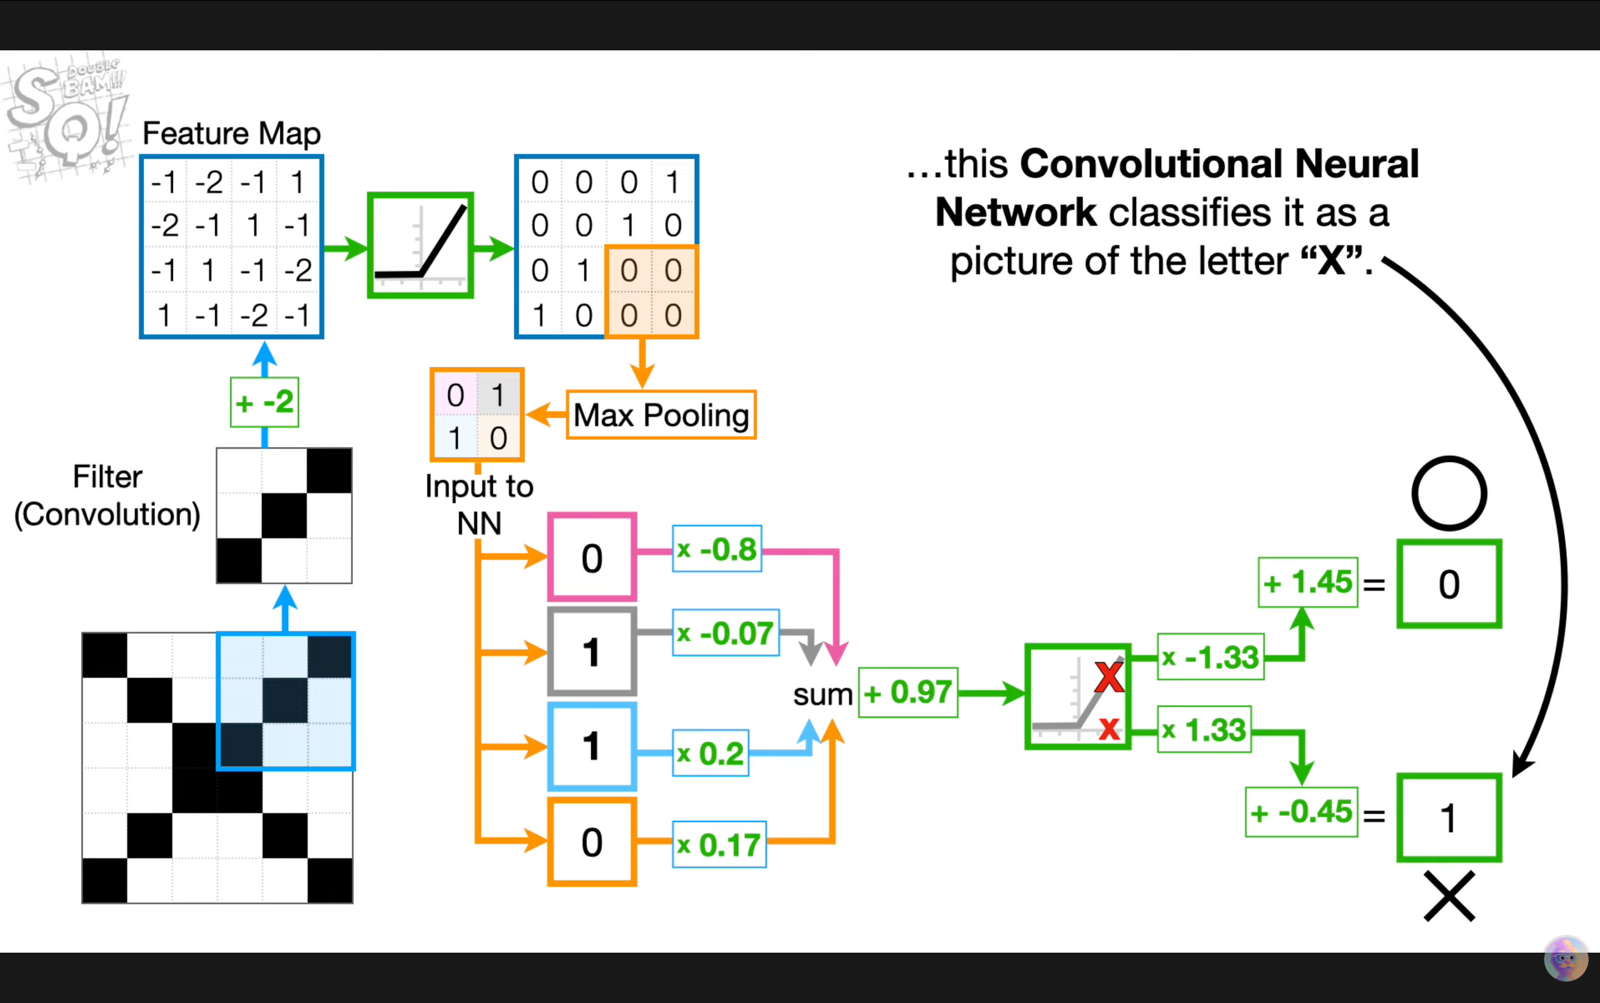 DOUBLE
BAM!!!
SQ!
Feature Map
-1 -2 -1 1
-2 -1 1 -1
-1 1 -1 -2
1 -1 -2 -1
0 0 0 1
0 0 1 0
0 1 0 0
1 0 0 0
…this Convolutional Neural
Network classifies it as a
picture of the letter “X”.
+ -2
0 1
1 0
Max Pooling
Filter
(Convolution)
Input to
NN
0
x -0.8
1
x -0.07
1
x 0.2
0
x 0.17
sum
+ 0.97
x -1.33
+ 1.45
=
0
x 1.33
+ -0.45
=
1